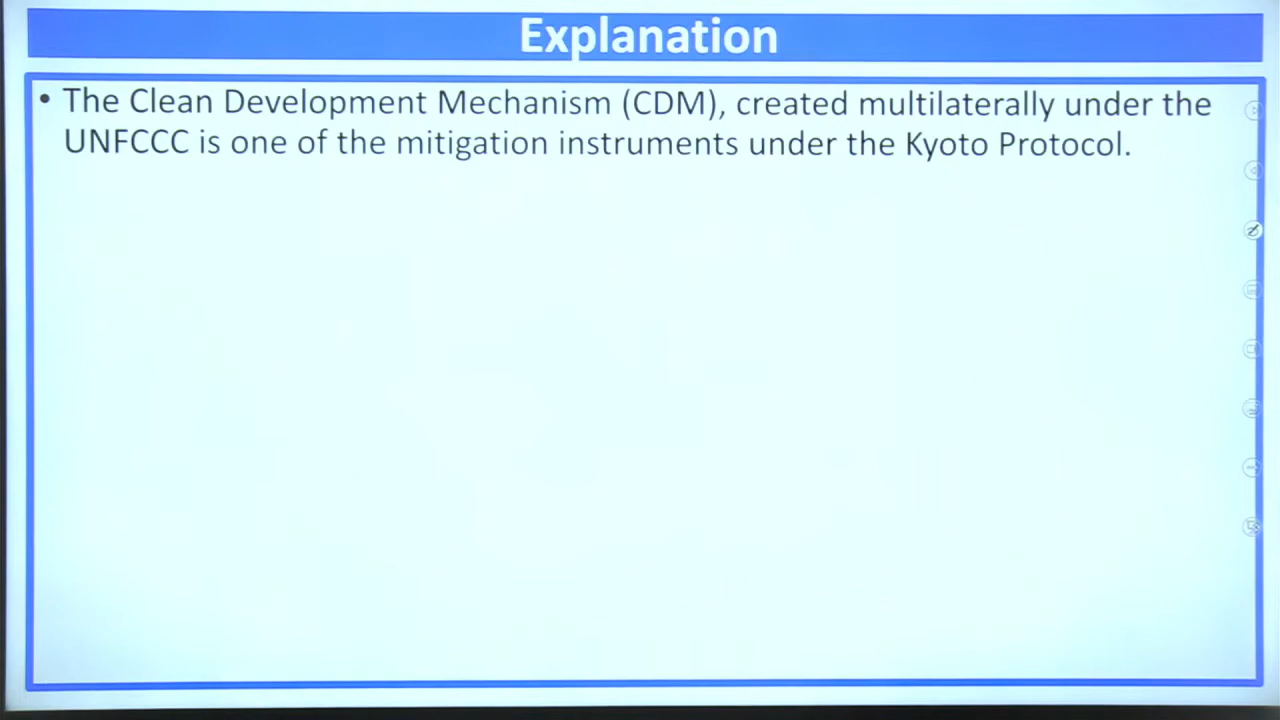 Explanation
• The Clean Development Mechanism (CDM), created multilaterally under the
UNFCCC is one of the mitigation instruments under the Kyoto Protocol.